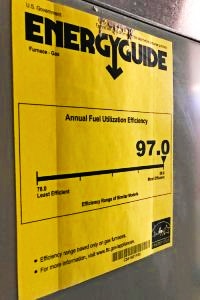 U.S. Government
ENERGYGUIDE
Furnace - Gas
Annual Fuel Utilization Efficiency
97.0
78.0
Least Efficient
Most Efficient
Efficiency Range of Similar Models
• Efficiency range based only on gas furnaces.
• For more information, visit www.ftc.gov/appliances.